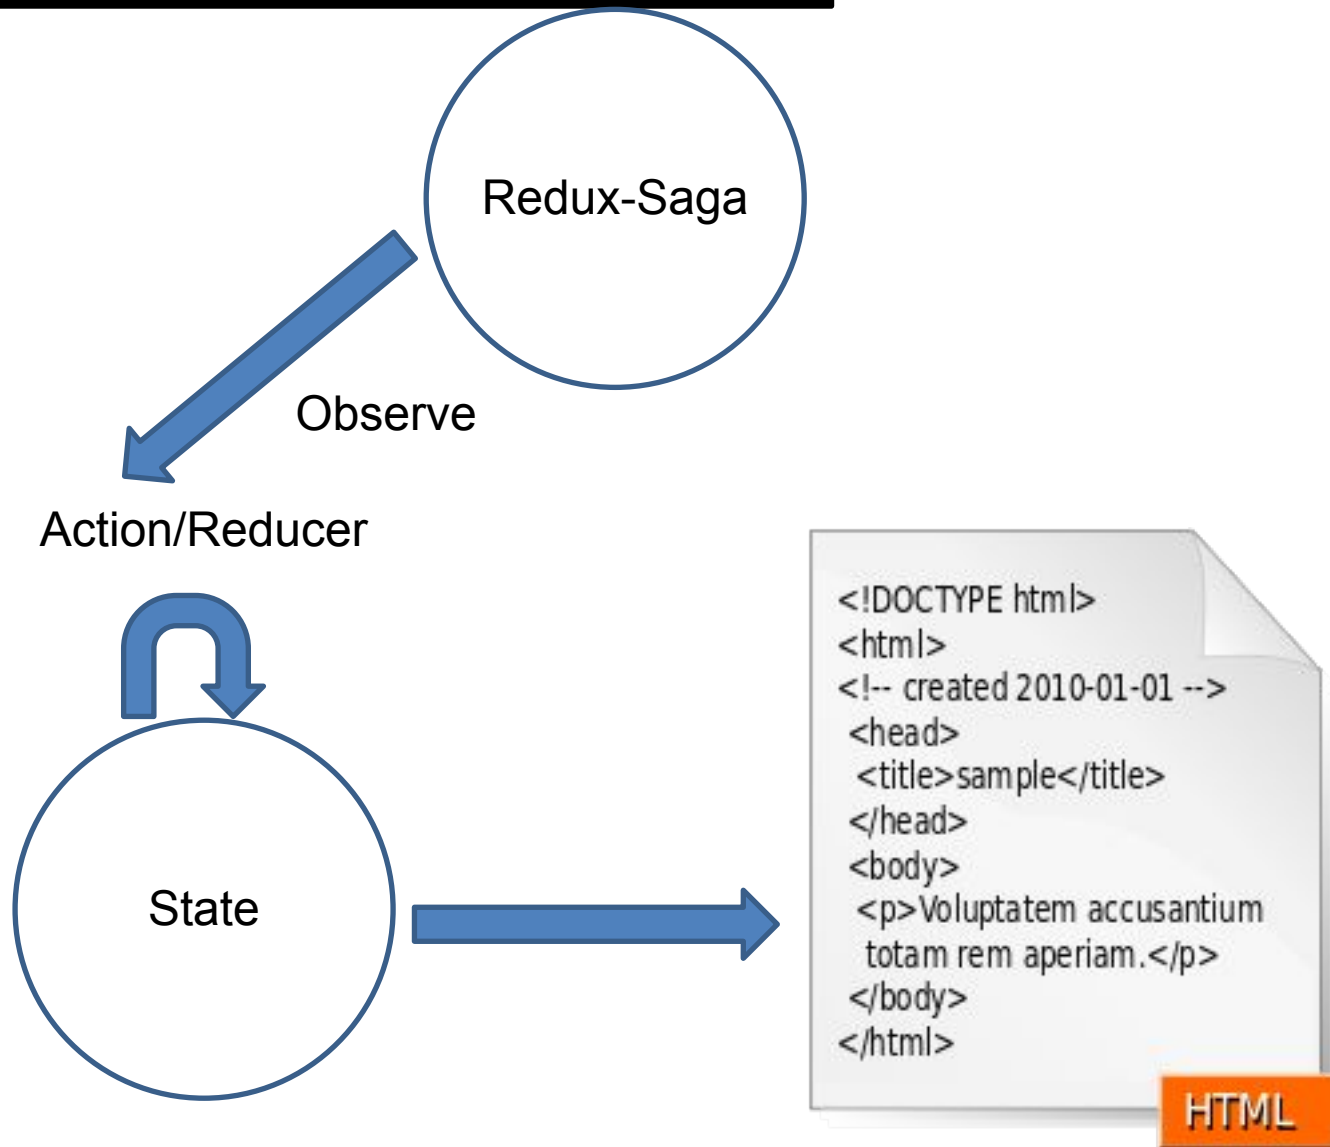 Redux-Saga
Observe
Action/Reducer
State
<!DOCTYPE html>
<html>
<!-- created 2010-01-01 -->
<head>
<title>sample</title>
</head>
<body>
<p>Voluptatem accusantium
totam rem aperiam.</p>
</body>
</html>
HTML